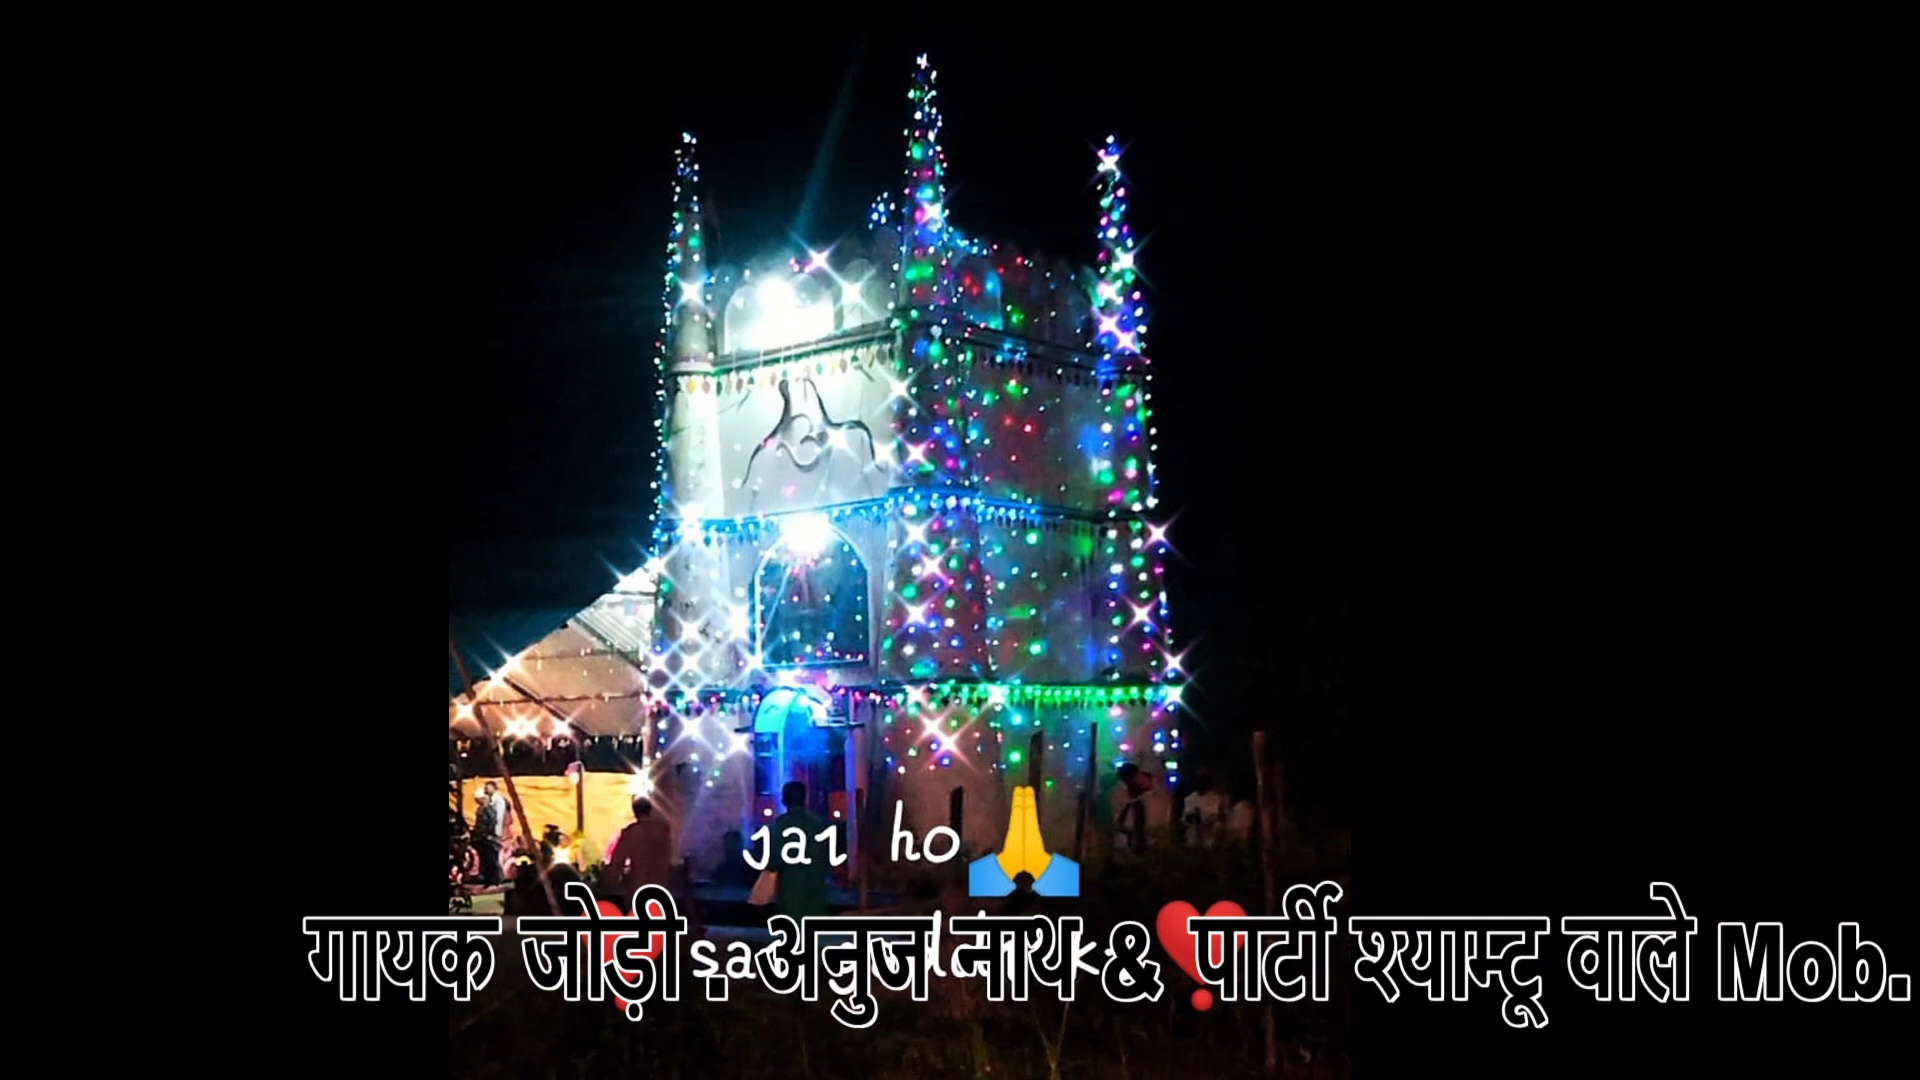 jai ho🙏
गायक जोड़ी . अनुज नाथ & पार्टी श्याम्टू वाले Mob.